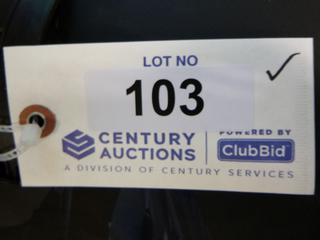 LOT NO
103
CENTURY AUCTIONS
POWERED BY
ClubBid
A DIVISION OF CENTURY SERVICES